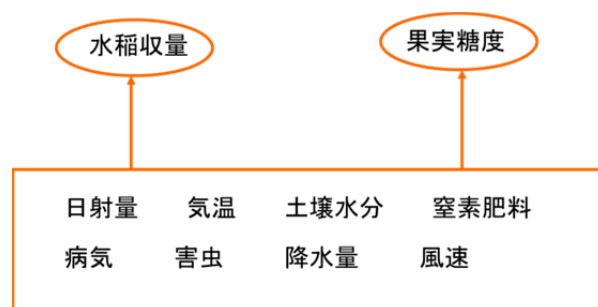 水稲収量
果実糖度
日射量 気温 土壌水分 窒素肥料
病気 害虫 降水量 風速